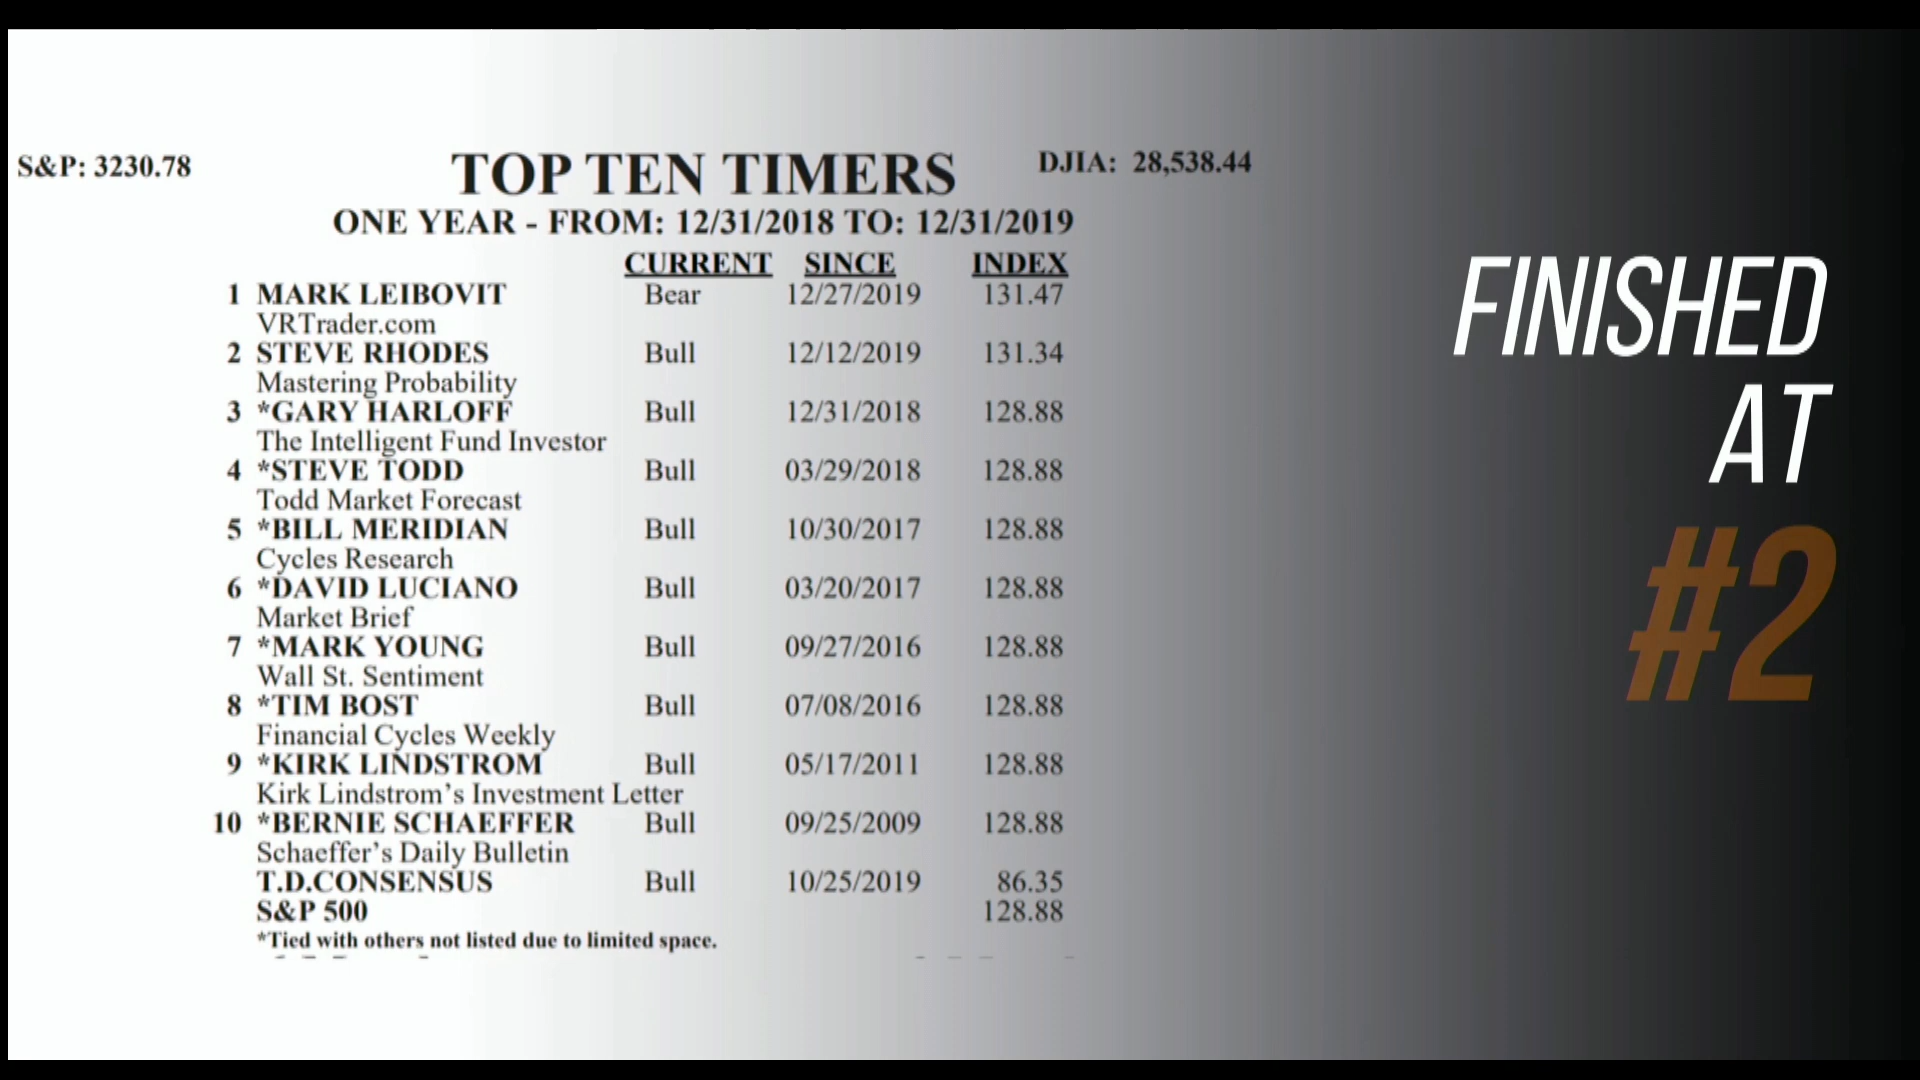 S&P: 3230.78 TOP TEN TIMERS DJIA: 28,538.44
ONE YEAR - FROM: 12/31/2018 TO: 12/31/2019
CURRENT SINCE INDEX
1 MARK LEIBOVIT Bear 12/27/2019 131.47
VRTrader.com
2 STEVE RHODES Bull 12/12/2019 131.34
Mastering Probability
3 *GARY HARLOFF Bull 12/31/2018 128.88
The Intelligent Fund Investor
4 *STEVE TODD Bull 03/29/2018 128.88
Todd Market Forecast
5 *BILL MERIDIAN Bull 10/30/2017 128.88
Cycles Research
6 *DAVID LUCIANO Bull 03/20/2017 128.88
Market Brief
7 *MARK YOUNG Bull 09/27/2016 128.88
Wall St. Sentiment
8 *TIM BOST Bull 07/08/2016 128.88
Financial Cycles Weekly
9 *KIRK LINDSTROM Bull 05/17/2011 128.88
Kirk Lindstrom's Investment Letter
10 *BERNIE SCHAEFFER Bull 09/25/2009 128.88
Schaeffer's Daily Bulletin
T.D.CONSENSUS Bull 10/25/2019 86.35
S&P 500 128.88
*Tied with others not listed due to limited space.
FINISHED
AT
#2